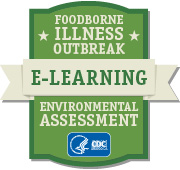 FOODBORNE
ILLNESS
OUTBREAK
E-LEARNING
ENVIRONMENTAL
ASSESSMENT
CDC